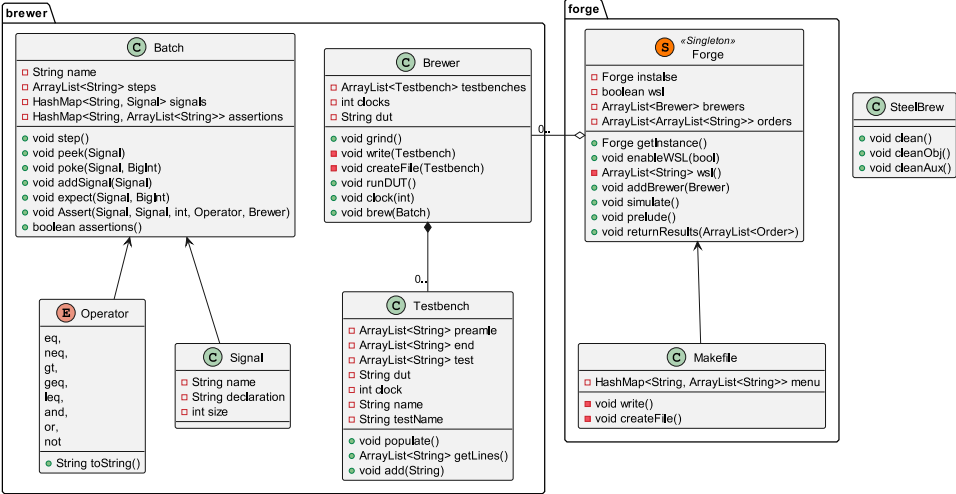 brewer
C Batch
String name
ArrayList<String> steps
HashMap<String, Signal> signals
HashMap<String, ArrayList<String>> assertions
void step()
void peek(Signal)
void poke(Signal, BigInt)
void addSignal(Signal)
void expect(Signal, BigInt)
void Assert(Signal, Signal, int, Operator, Brewer)
boolean assertions()
C Brewer
ArrayList<Testbench> testbenches
int clocks
String dut
void grind()
void write(Testbench)
void createFile(Testbench)
void runDUT()
void clock(int)
void brew(Batch)
0..
0..
E Operator
eq,
neq,
gt,
geq,
leq,
and,
or,
not
String toString()
C Signal
String name
String declaration
int size
C Testbench
ArrayList<String> preamle
ArrayList<String> end
ArrayList<String> test
String dut
int clock
String name
String testName
void populate()
ArrayList<String> getLines()
void add(String)
forge
S «Singleton»
Forge
Forge instalse
boolean wsl
ArrayList<Brewer> brewers
ArrayList<ArrayList<String>> orders
Forge getInstance()
void enableWSL(bool)
ArrayList<String> wsl()
void addBrewer(Brewer)
void simulate()
void prelude()
void returnResults(ArrayList<Order>)
C Makefile
HashMap<String, ArrayList<String>> menu
void write()
void createFile()
C SteelBrew
void clean()
void cleanObj()
void cleanAux()